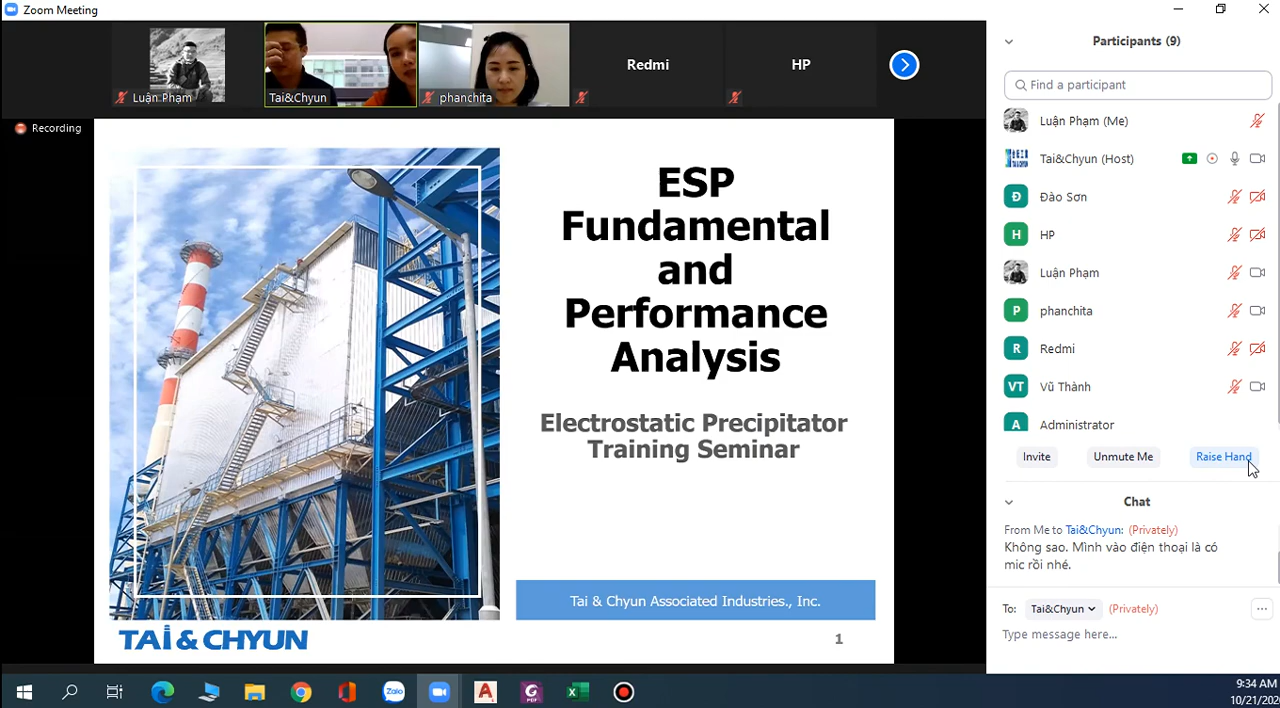 Zoom Meeting
Luận Phạm
Tai&Chyun
phanchita
Redmi
HP
Recording
ESP
Fundamental
and
Performance
Analysis
Electrostatic Precipitator
Training Seminar
Tai & Chyun Associated Industries., Inc.
TAi & CHYUN
1
Participants (9)
Find a participant
Luận Phạm (Me)
Tai&Chyun (Host)
Đ Đào Sơn
H HP
Luận Phạm
P phanchita
R Redmi
VT Vũ Thành
A Administrator
Invite
Unmute Me
Raise Hand
Chat
From Me to Tai&Chyun: (Privately)
Không sao. Mình vào điện thoại là có
mic rồi nhé.
To: Tai&Chyun (Privately)
Type message here...
Zalo
PDF
9:34 AM